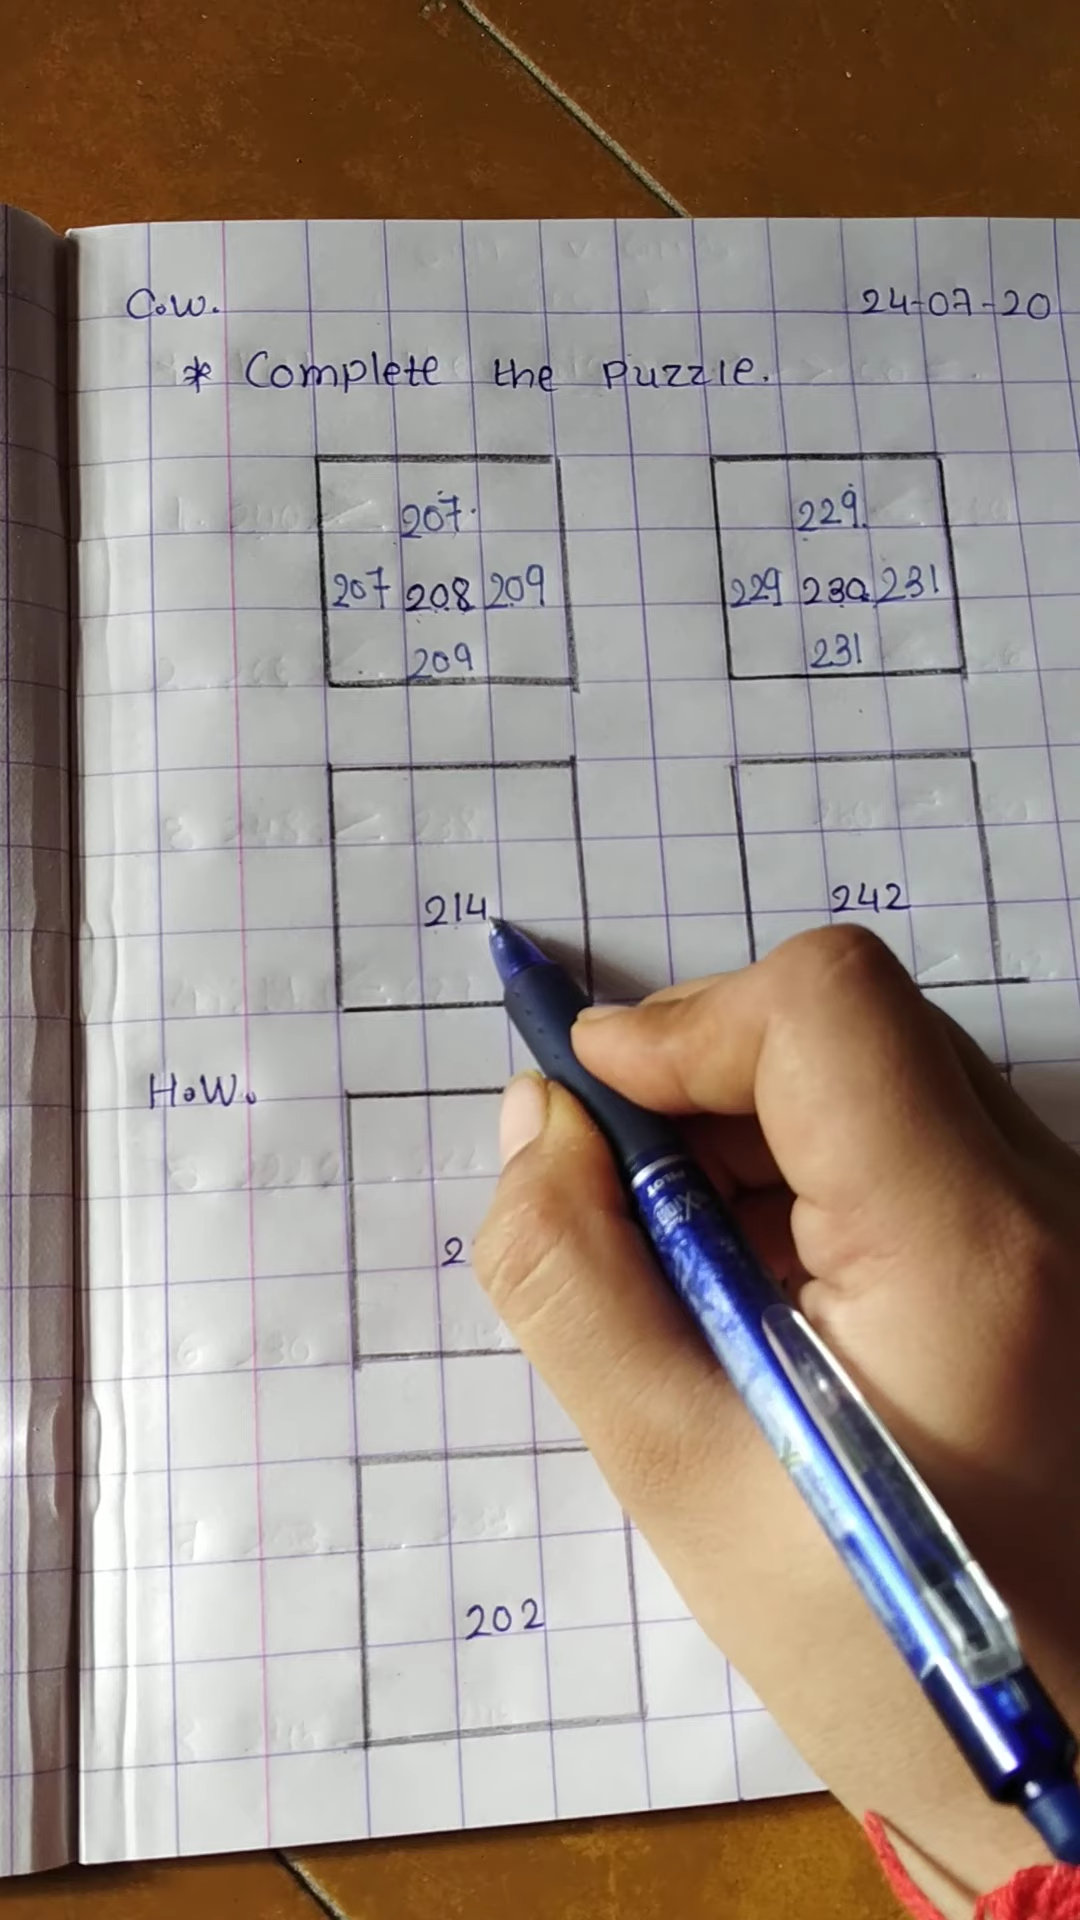 C.W. 24-07-20
* Complete the Puzzle.
207 229
207 208 209 229 230 231
209 231
214 242
H.W.
202
PILOT